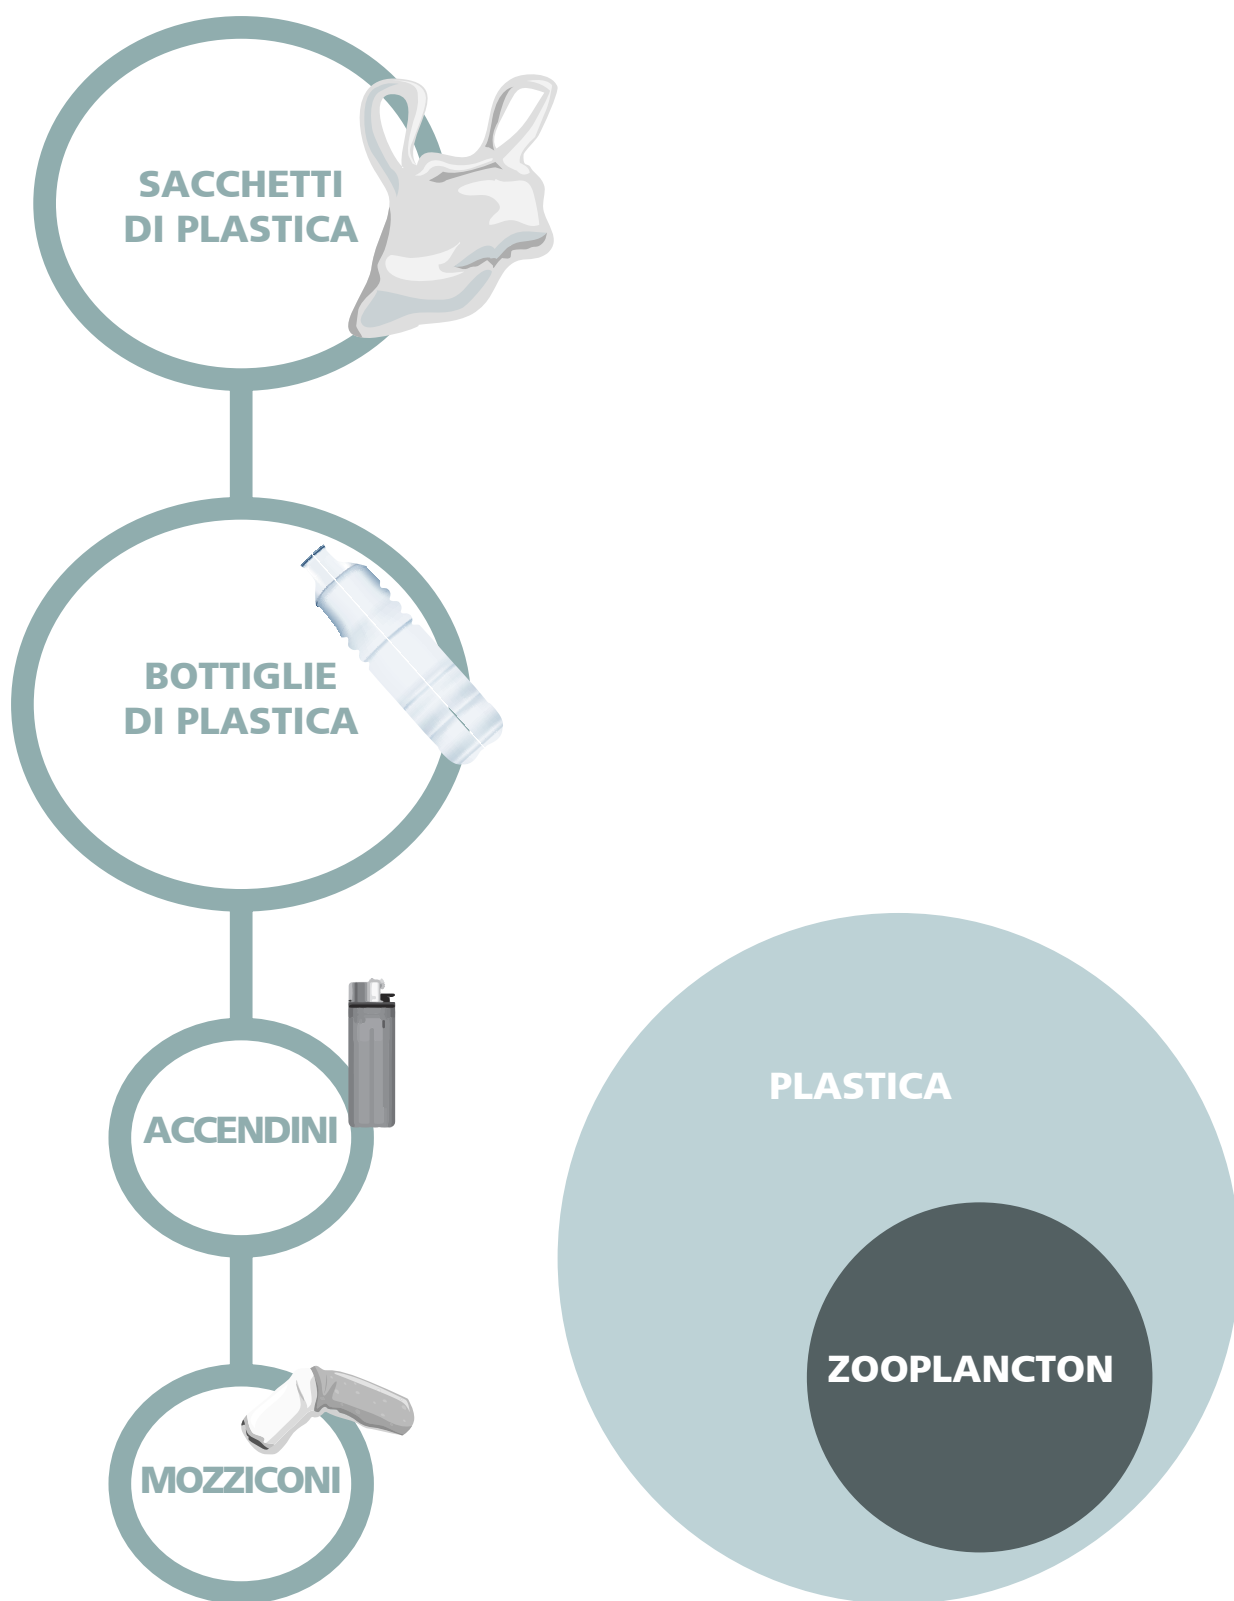 SACCHETTI
DI PLASTICA
BOTTIGLIE
DI PLASTICA
ACCENDINI
MOZZICONI
PLASTICA
ZOOPLANCTON